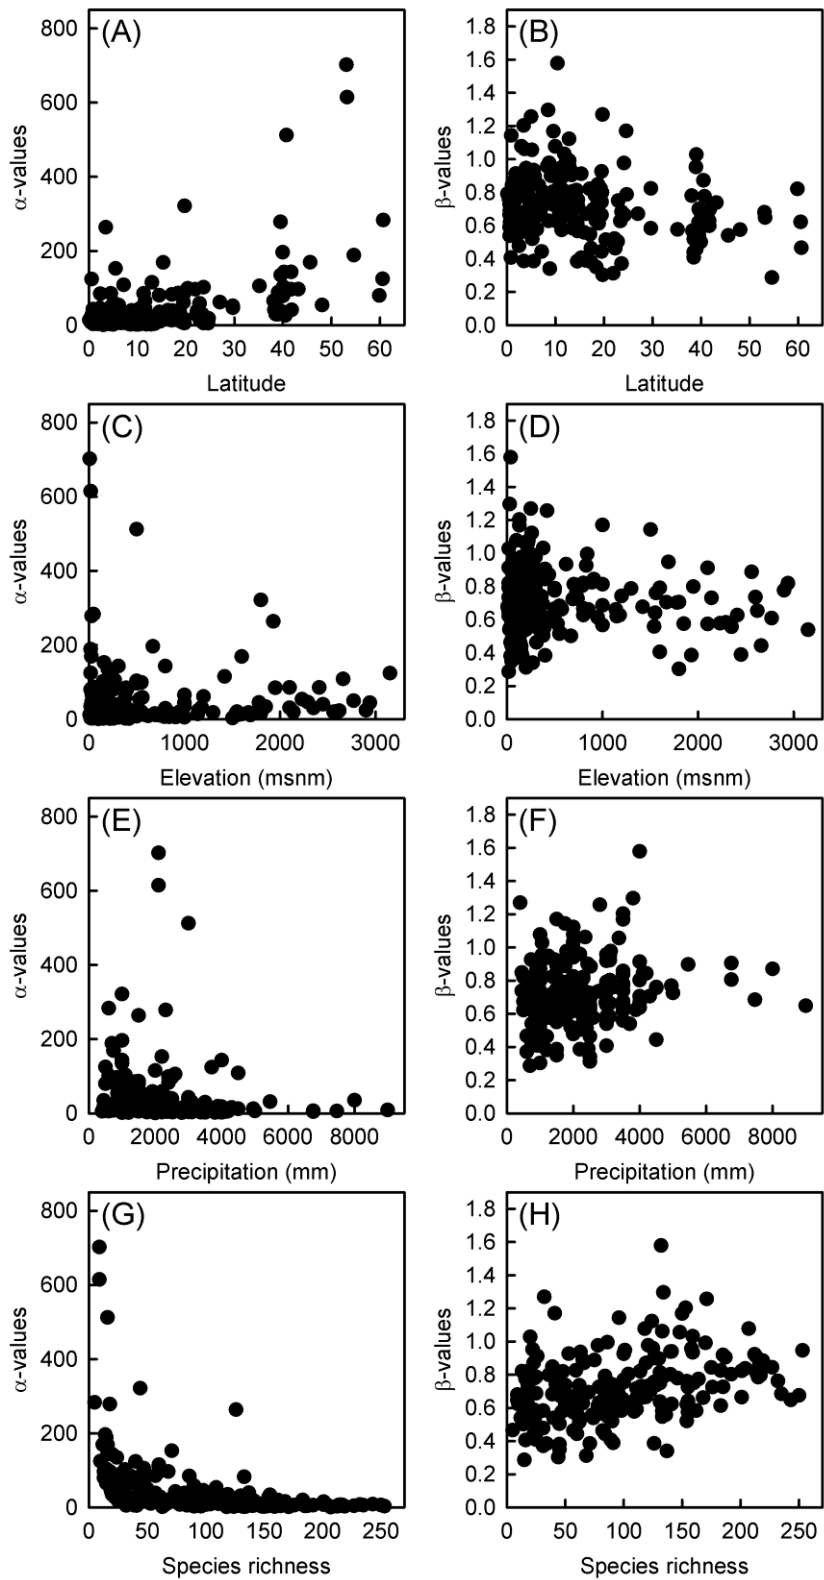 (A)
800
600
400
200
0
α-values
0 10 20 30 40 50 60
Latitude
(B)
1.8
1.6
1.4
1.2
1.0
0.8
0.6
0.4
0.2
0.0
β-values
0 10 20 30 40 50 60
Latitude
(C)
800
600
400
200
0
α-values
0 1000 2000 3000
Elevation (msnm)
(D)
1.8
1.6
1.4
1.2
1.0
0.8
0.6
0.4
0.2
0.0
β-values
0 1000 2000 3000
Elevation (msnm)
(E)
800
600
400
200
0
α-values
0 2000 4000 6000 8000
Precipitation (mm)
(F)
1.8
1.6
1.4
1.2
1.0
0.8
0.6
0.4
0.2
0.0
β-values
0 2000 4000 6000 8000
Precipitation (mm)
(G)
800
600
400
200
0
α-values
0 50 100 150 200 250
Species richness
(H)
1.8
1.6
1.4
1.2
1.0
0.8
0.6
0.4
0.2
0.0
β-values
0 50 100 150 200 250
Species richness